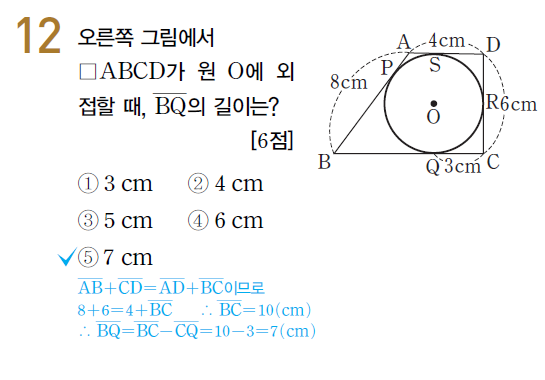 12 오른쪽 그림에서
□ABCD가 원 O에 외
접할 때, BQ의 길이는?
[6점]
A 4cm D
P S
8cm
R 6cm
O
B Q 3cm C
① 3 cm ② 4 cm
③ 5 cm ④ 6 cm
⑤ 7 cm
AB+CD=AD+BC이므로
8+6=4+BC ∴ BC=10(cm)
∴ BQ=BC-CQ=10-3=7(cm)